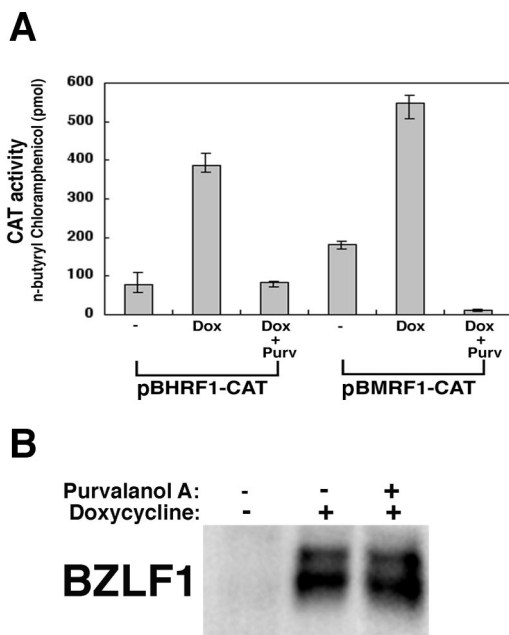 A
CAT activity
n-butyryl Chloramphenicol (pmol)
600
500
400
300
200
100
0
- Dox Dox + Purv - Dox Dox + Purv
pBHRF1-CAT pBMRF1-CAT
B
Purvalanol A: - - +
Doxycycline: - + +
BZLF1